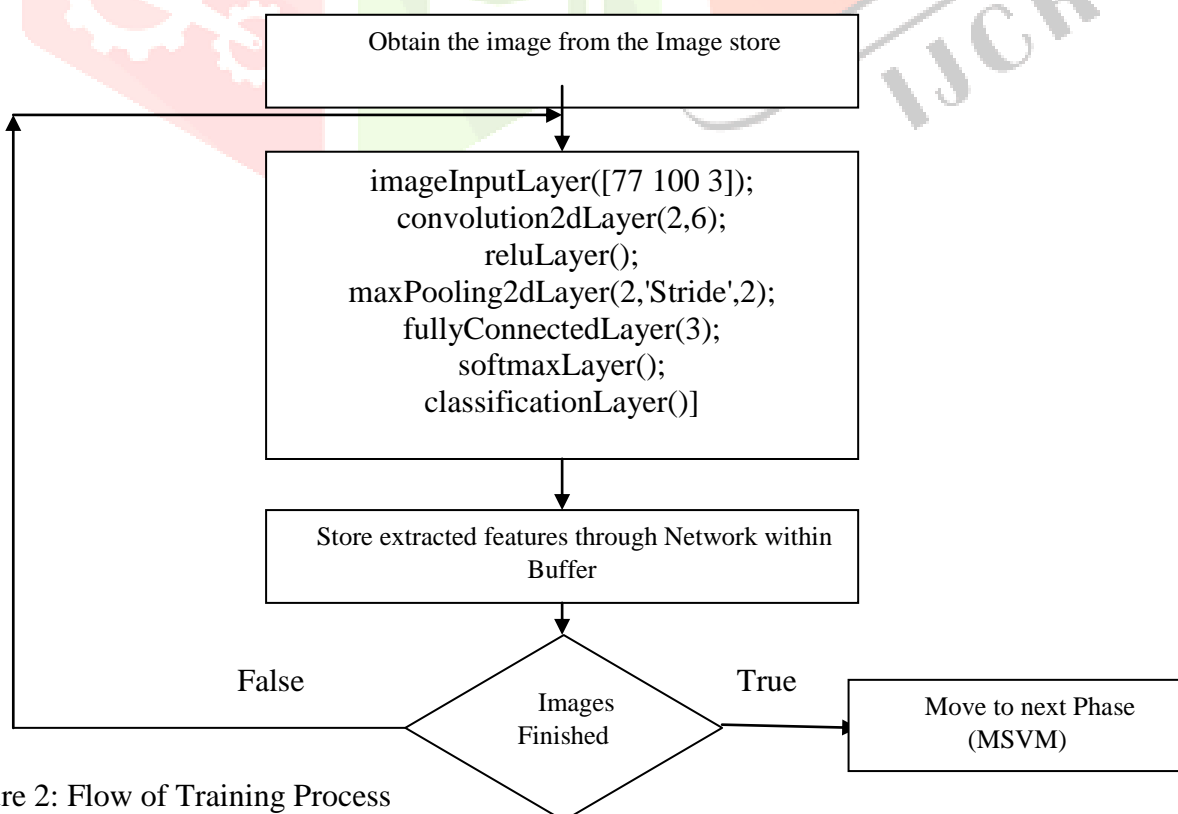 Obtain the image from the Image store
IJCR
imageInputLayer([77 100 3]);
convolution2dLayer(2,6);
reluLayer();
maxPooling2dLayer(2,'Stride',2);
fullyConnectedLayer(3);
softmaxLayer();
classificationLayer()]
Store extracted features through Network within
Buffer
False
True
Images
Finished
Move to next Phase
(MSVM)
re 2: Flow of Training Process